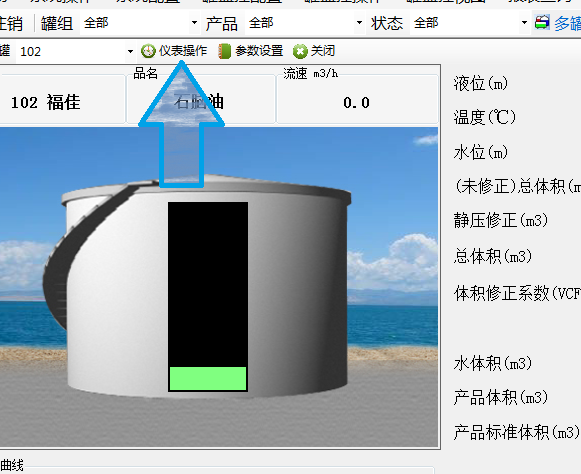 注销 罐组 全部 产品 全部 状态 全部 多罐
罐 102 仪表操作 参数设置 关闭
品名 流速 m3/h
102 福佳 石脑油 0.0
液位(m)
温度(℃)
水位(m)
(未修正)总体积(m
静压修正(m3)
总体积(m3)
体积修正系数(VCF
水体积(m3)
产品体积(m3)
产品标准体积(m3)
曲线